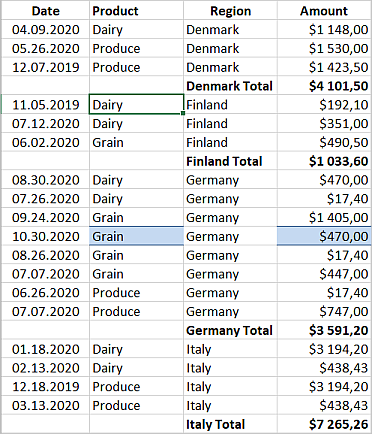 Date Product Region Amount
04.09.2020 Dairy Denmark $1 148,00
05.26.2020 Produce Denmark $1 530,00
12.07.2019 Produce Denmark $1 423,50
Denmark Total $4 101,50
11.05.2019 Dairy Finland $192,10
07.12.2020 Dairy Finland $351,00
06.02.2020 Grain Finland $490,50
Finland Total $1 033,60
08.30.2020 Dairy Germany $470,00
07.26.2020 Dairy Germany $17,40
09.24.2020 Grain Germany $1 405,00
10.30.2020 Grain Germany $470,00
08.26.2020 Grain Germany $17,40
07.07.2020 Grain Germany $447,00
06.26.2020 Produce Germany $17,40
07.07.2020 Produce Germany $747,00
Germany Total $3 591,20
01.18.2020 Dairy Italy $3 194,20
02.13.2020 Dairy Italy $438,43
12.18.2019 Produce Italy $3 194,20
03.13.2020 Produce Italy $438,43
Italy Total $7 265,26